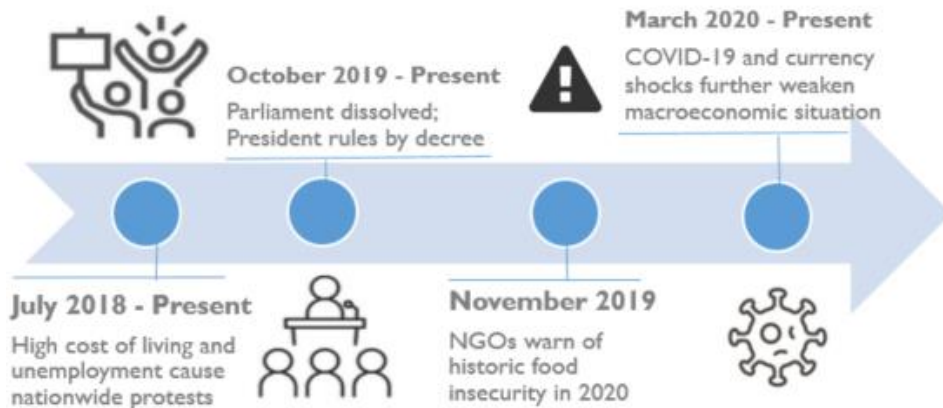 July 2018 - Present
High cost of living and
unemployment cause
nationwide protests
October 2019 - Present
Parliament dissolved;
President rules by decree
November 2019
NGOs warn of
historic food
insecurity in 2020
March 2020 - Present
COVID-19 and currency
shocks further weaken
macroeconomic situation